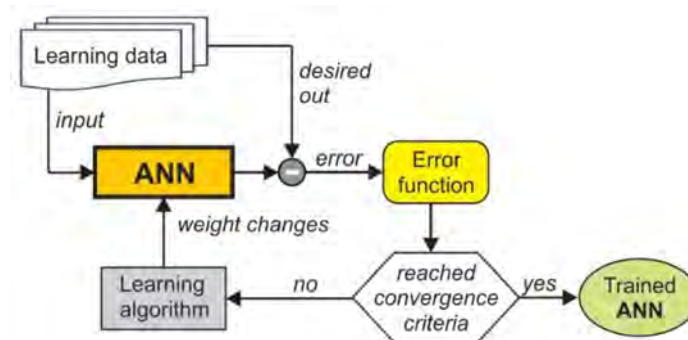 Learning data
desired
out
input
ANN
error
Error
function
weight changes
Learning
algorithm
no
reached
convergence
criteria
yes
Trained
ANN